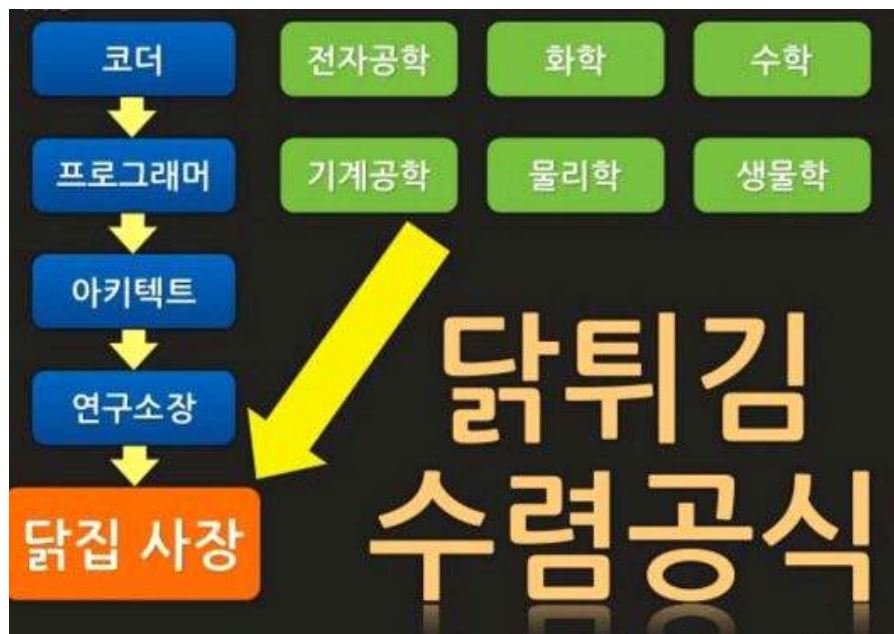 코더
전자공학 화학 수학
프로그래머
기계공학 물리학 생물학
아키텍트
연구소장
닭집 사장
닭튀김
수렴공식